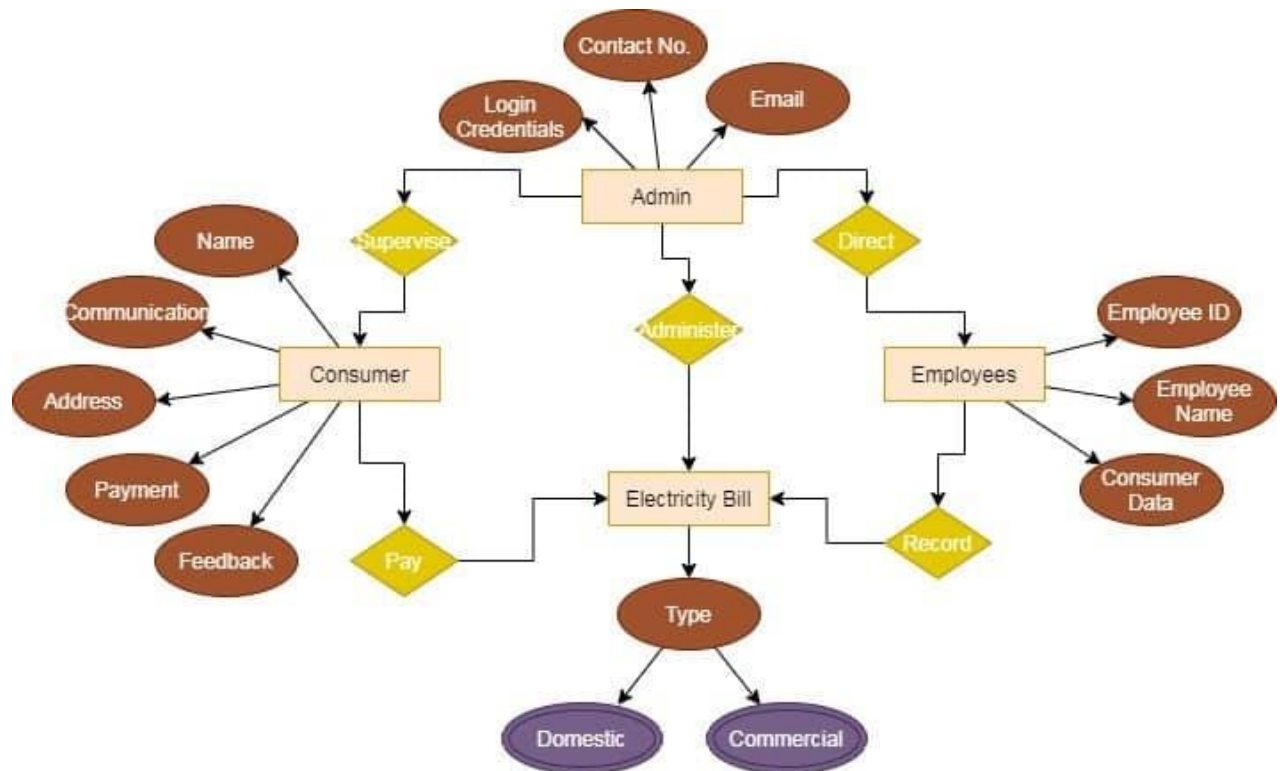 Contact No.
Login
Credentials
Email
Admin
Supervise
Direct
Name
Communication
Administer
Employee ID
Consumer
Employees
Address
Employee
Name
Payment
Electricity Bill
Consumer
Data
Feedback
Pay
Record
Type
Domestic
Commercial